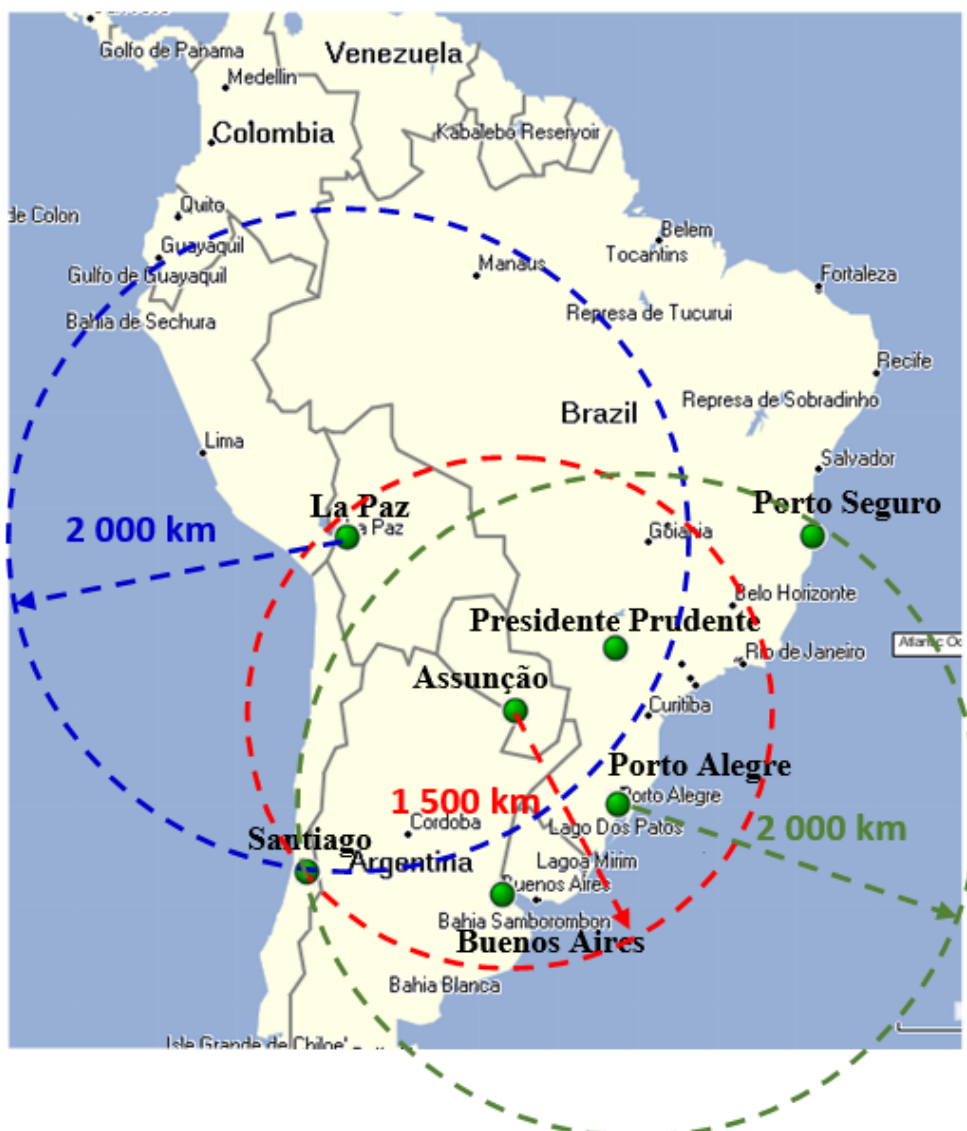 Golfo de Panama
Venezuela
Medellin
Colombia
Kabalebo Reservoir
de Colon
Quito
Belem
Guayaquil
Tocantins
Manaus
Gulfo de Guayaquil
Fortaleza
Represa de Tucurui
Bahia de Sechura
Recife
Represa de Sobradinho
Brazil
Lima
Salvador
La Paz
Porto Seguro
2 000 km
a Paz
Goiania
Belo Horizonte
Presidente Prudente
Atlantic Oc
Rio de Janeiro
Assunção
Curitiba
Porto Alegre
1 500 km
Porto Alegre
Cordoba
Lago Dos Patos
2 000 km
Santiago
Argentina
Lagoa Mirim
Buenos Aires
Bahia Samborombon
Buenos Aires
Bahia Blanca
Isle Grande de Chiloe'